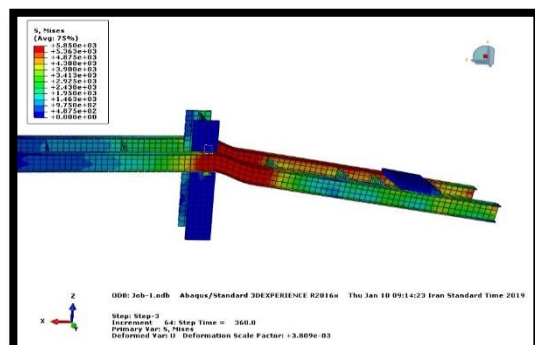 S, Mises
(Avg: 75%)
+5.850e+03
+5.363e+03
+4.875e+03
+4.388e+03
+3.900e+03
+3.413e+03
+2.925e+03
+2.438e+03
+1.950e+03
+1.463e+03
+9.750e+02
+4.875e+02
+0.000e+00
Z
X
ODB: Job-1.odb Abaqus/Standard 3DEXPERIENCE R2016x Thu Jan 10 09:14:23 Iran Standard Time 2019
Step: Step-3
Increment 64: Step Time = 360.0
Primary Var: S, Mises
Deformed Var: U Deformation Scale Factor: +3.809e-03